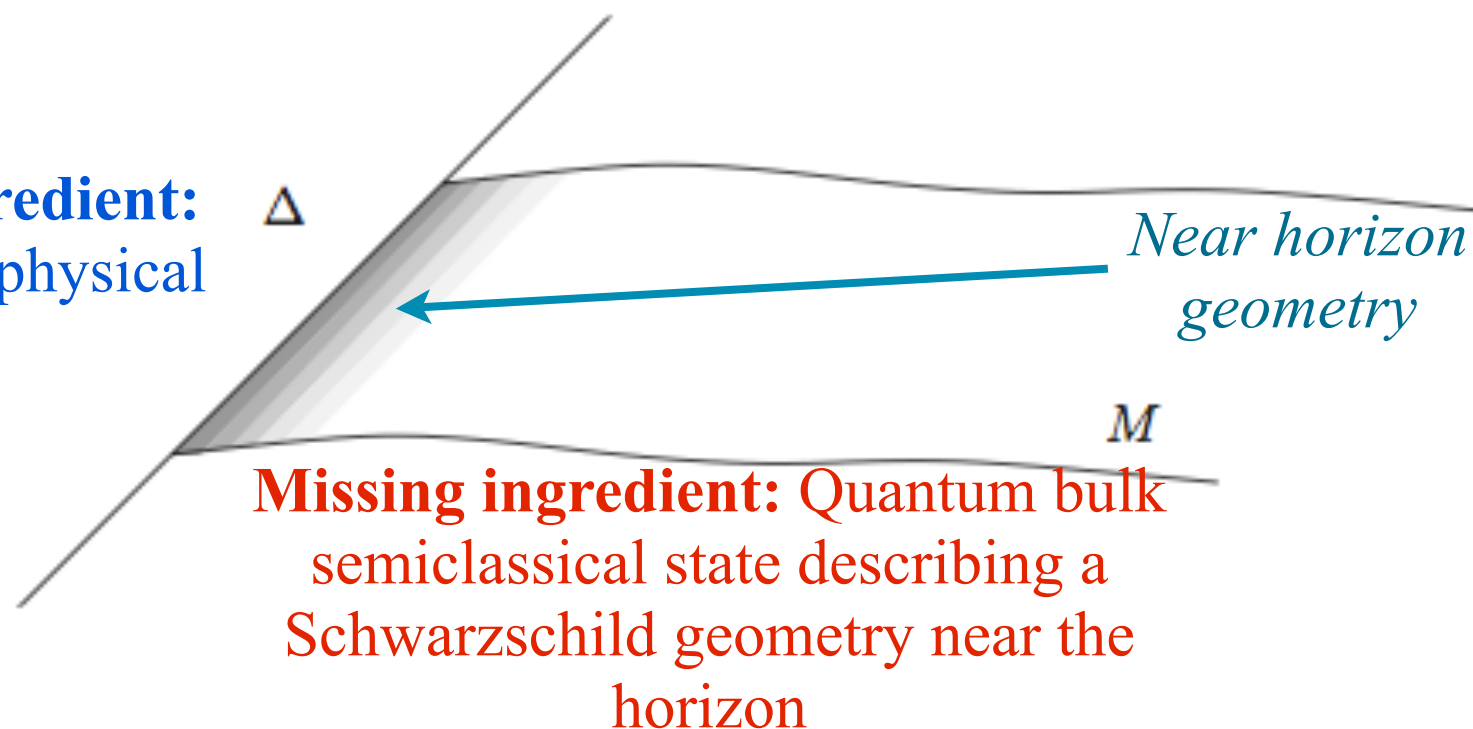 redient:
physical
Δ
Near horizon
geometry
M
Missing ingredient: Quantum bulk
semiclassical state describing a
Schwarzschild geometry near the
horizon